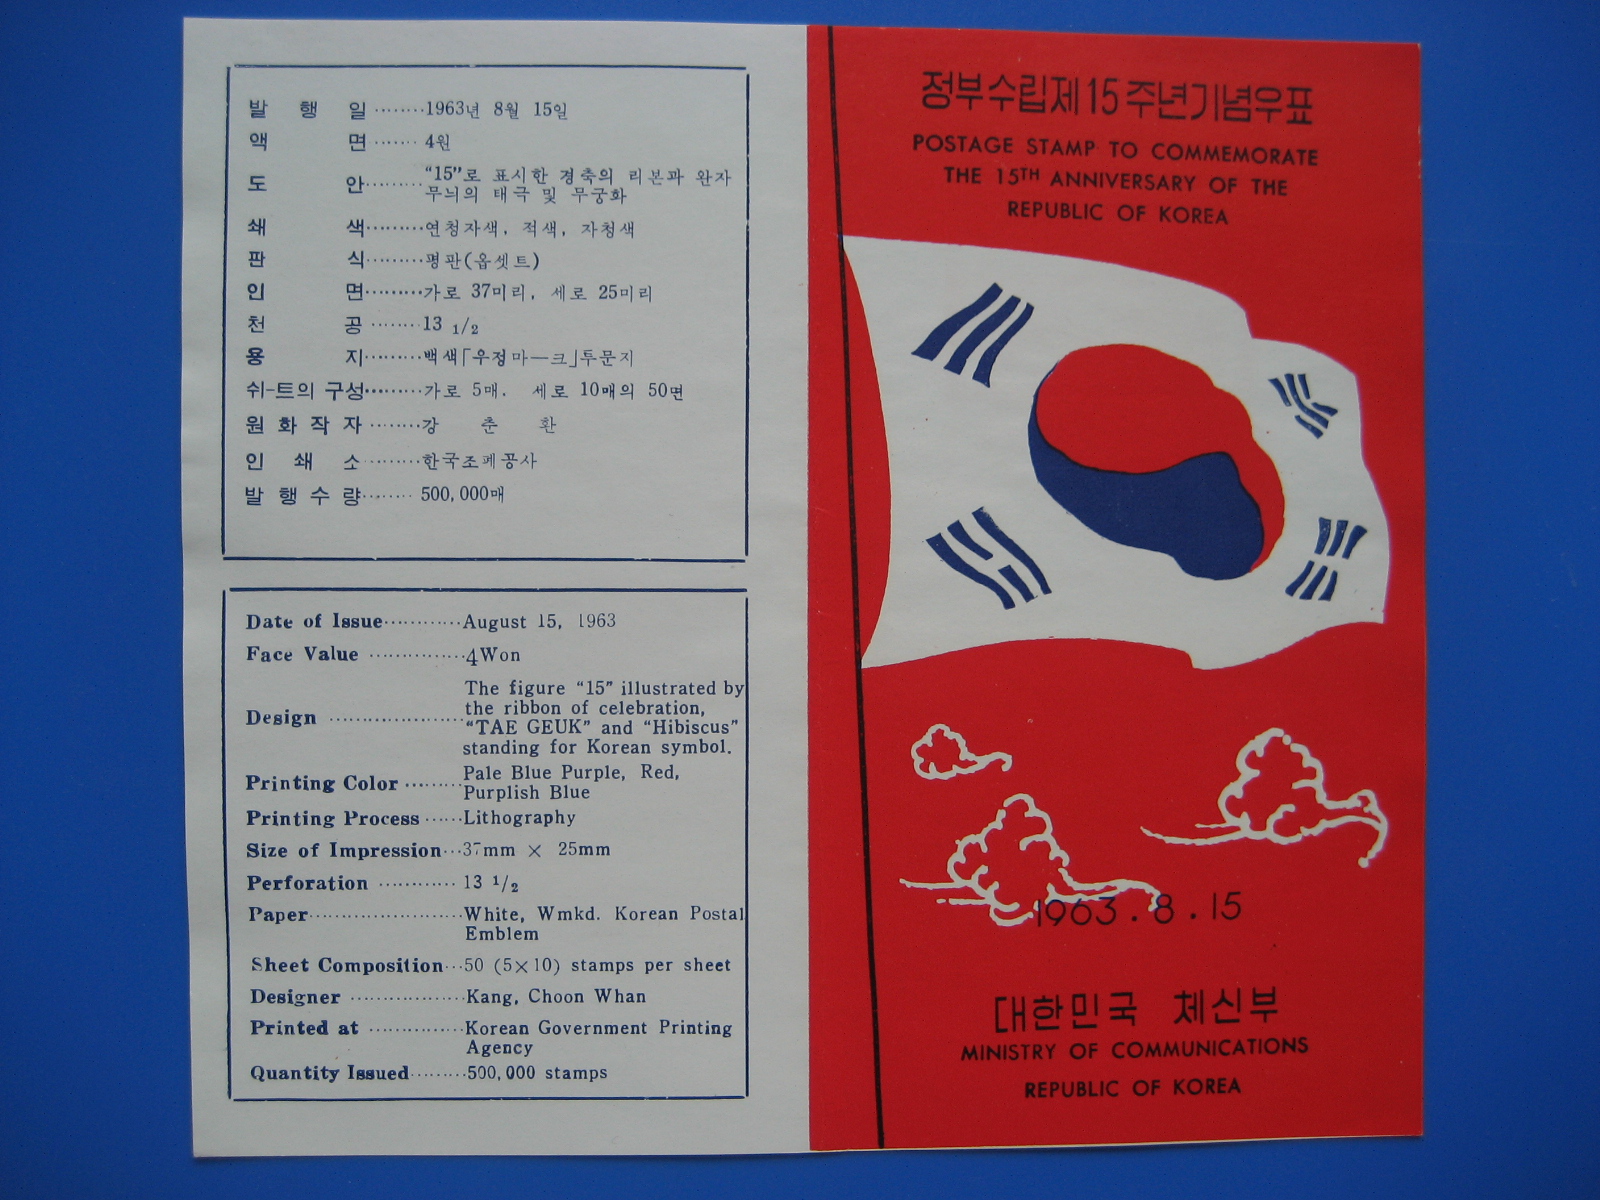 발 행 일 ········1963년 8월 15일
액 면 ······· 4원
도 안········· “15”로 표시한 경축의 리본과 완자
무늬의 태극 및 무궁화
쇄 색·········연청자색, 적색, 자청색
판 식·········평판(옵셋트)
인 면·········가로 37미리, 세로 25미리
천 공 ········13 1/2
용 지·········백색「우정마—크」투문지
쉬-트의 구성·········가로 5매. 세로 10매의 50면
원 화 작 자 ········강 춘 환
인 쇄 소 ·········한국조폐공사
발 행 수 량········ 500,000매
Date of Issue············August 15, 1963
Face Value ···············4Won
Design ····················· The figure “15” illustrated by
the ribbon of celebration,
“TAE GEUK” and “Hibiscus”
standing for Korean symbol.
Printing Color ········· Pale Blue Purple, Red,
Purplish Blue
Printing Process ······Lithography
Size of Impression···37mm × 25mm
Perforation ············ 13 1/2
Paper························White, Wmkd. Korean Postal
Emblem
Sheet Composition···50 (5×10) stamps per sheet
Designer ··················Kang, Choon Whan
Printed at ···············Korean Government Printing
Agency
Quantity Issued·········500,000 stamps
정부수립제15주년기념우표
POSTAGE STAMP TO COMMEMORATE
THE 15TH ANNIVERSARY OF THE
REPUBLIC OF KOREA
1963.8.15
대한민국 체신부
MINISTRY OF COMMUNICATIONS
REPUBLIC OF KOREA